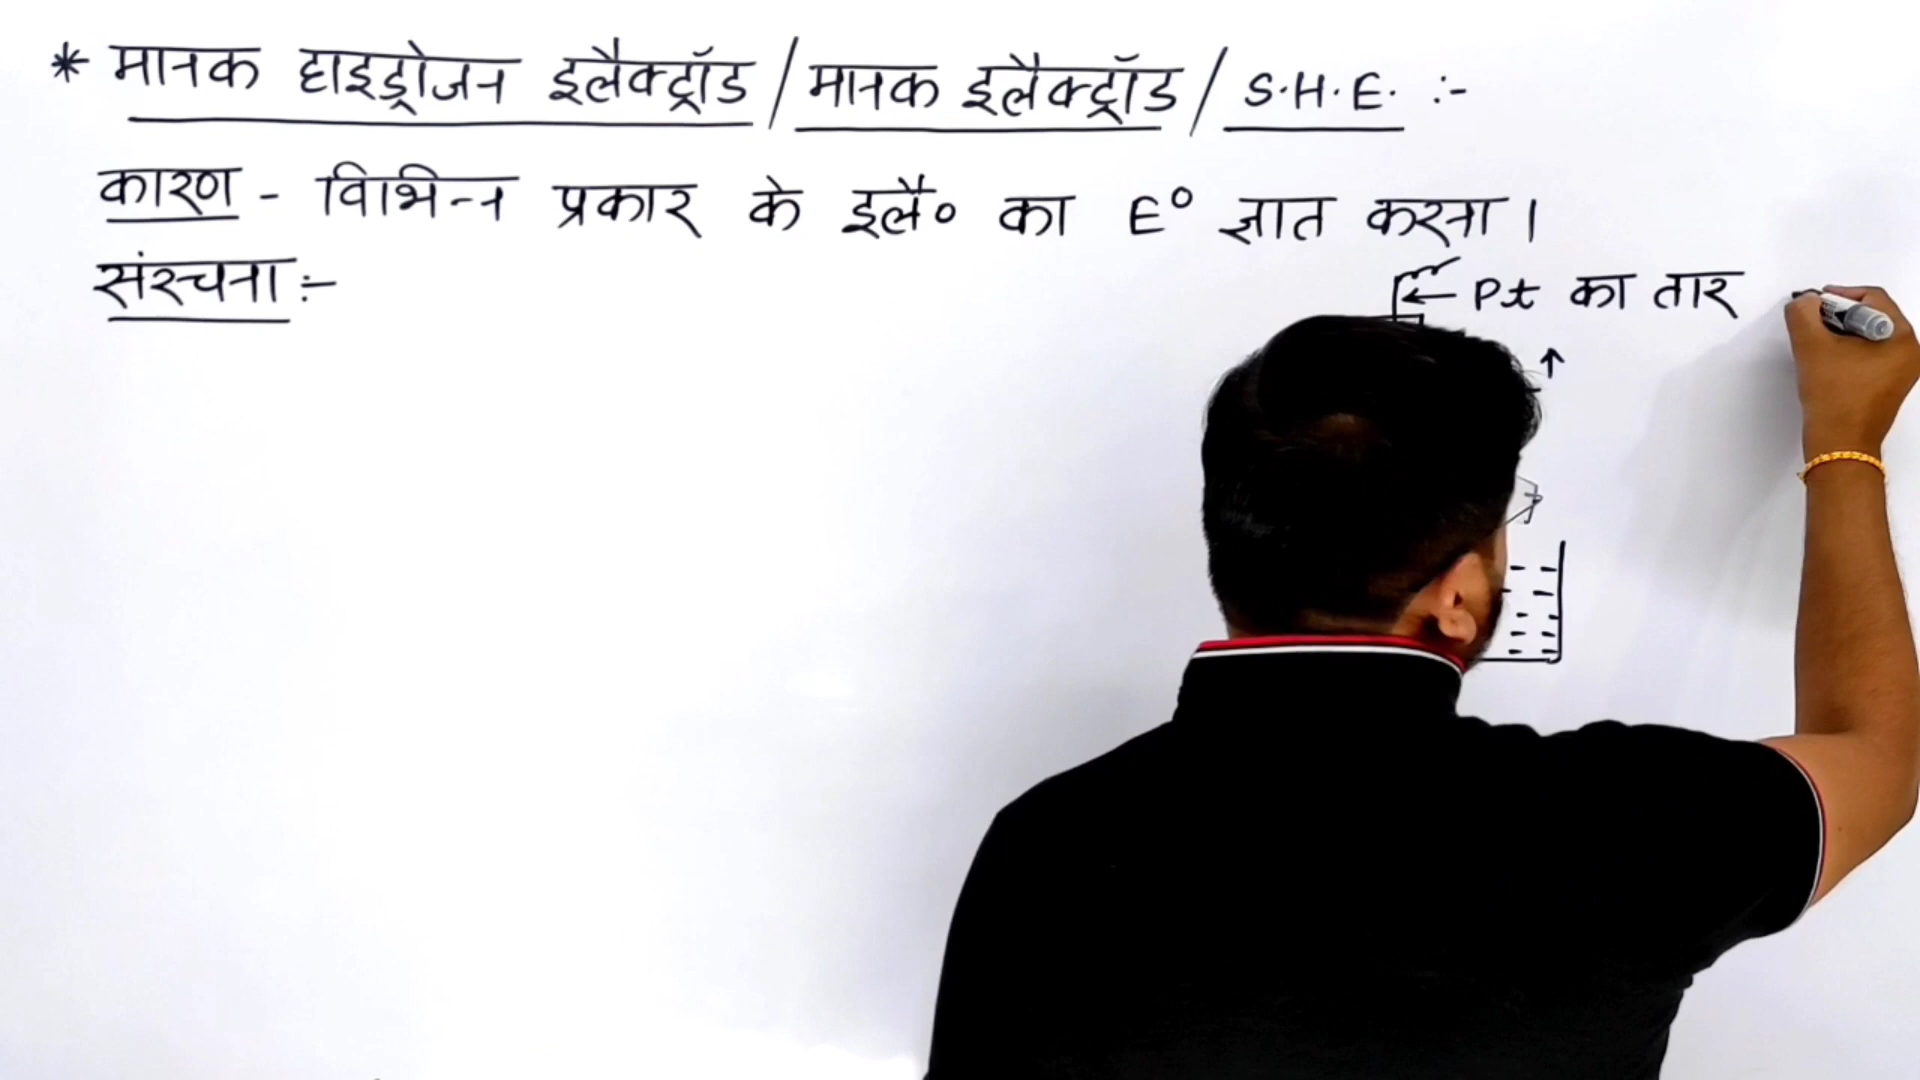 * मानक हाइड्रोजन इलैक्ट्रॉड / मानक इलैक्ट्रॉड / S.H.E. :-
कारण - विभिन्न प्रकार के इलै० का E° ज्ञात करना ।
संरचना :-
Pt का तार